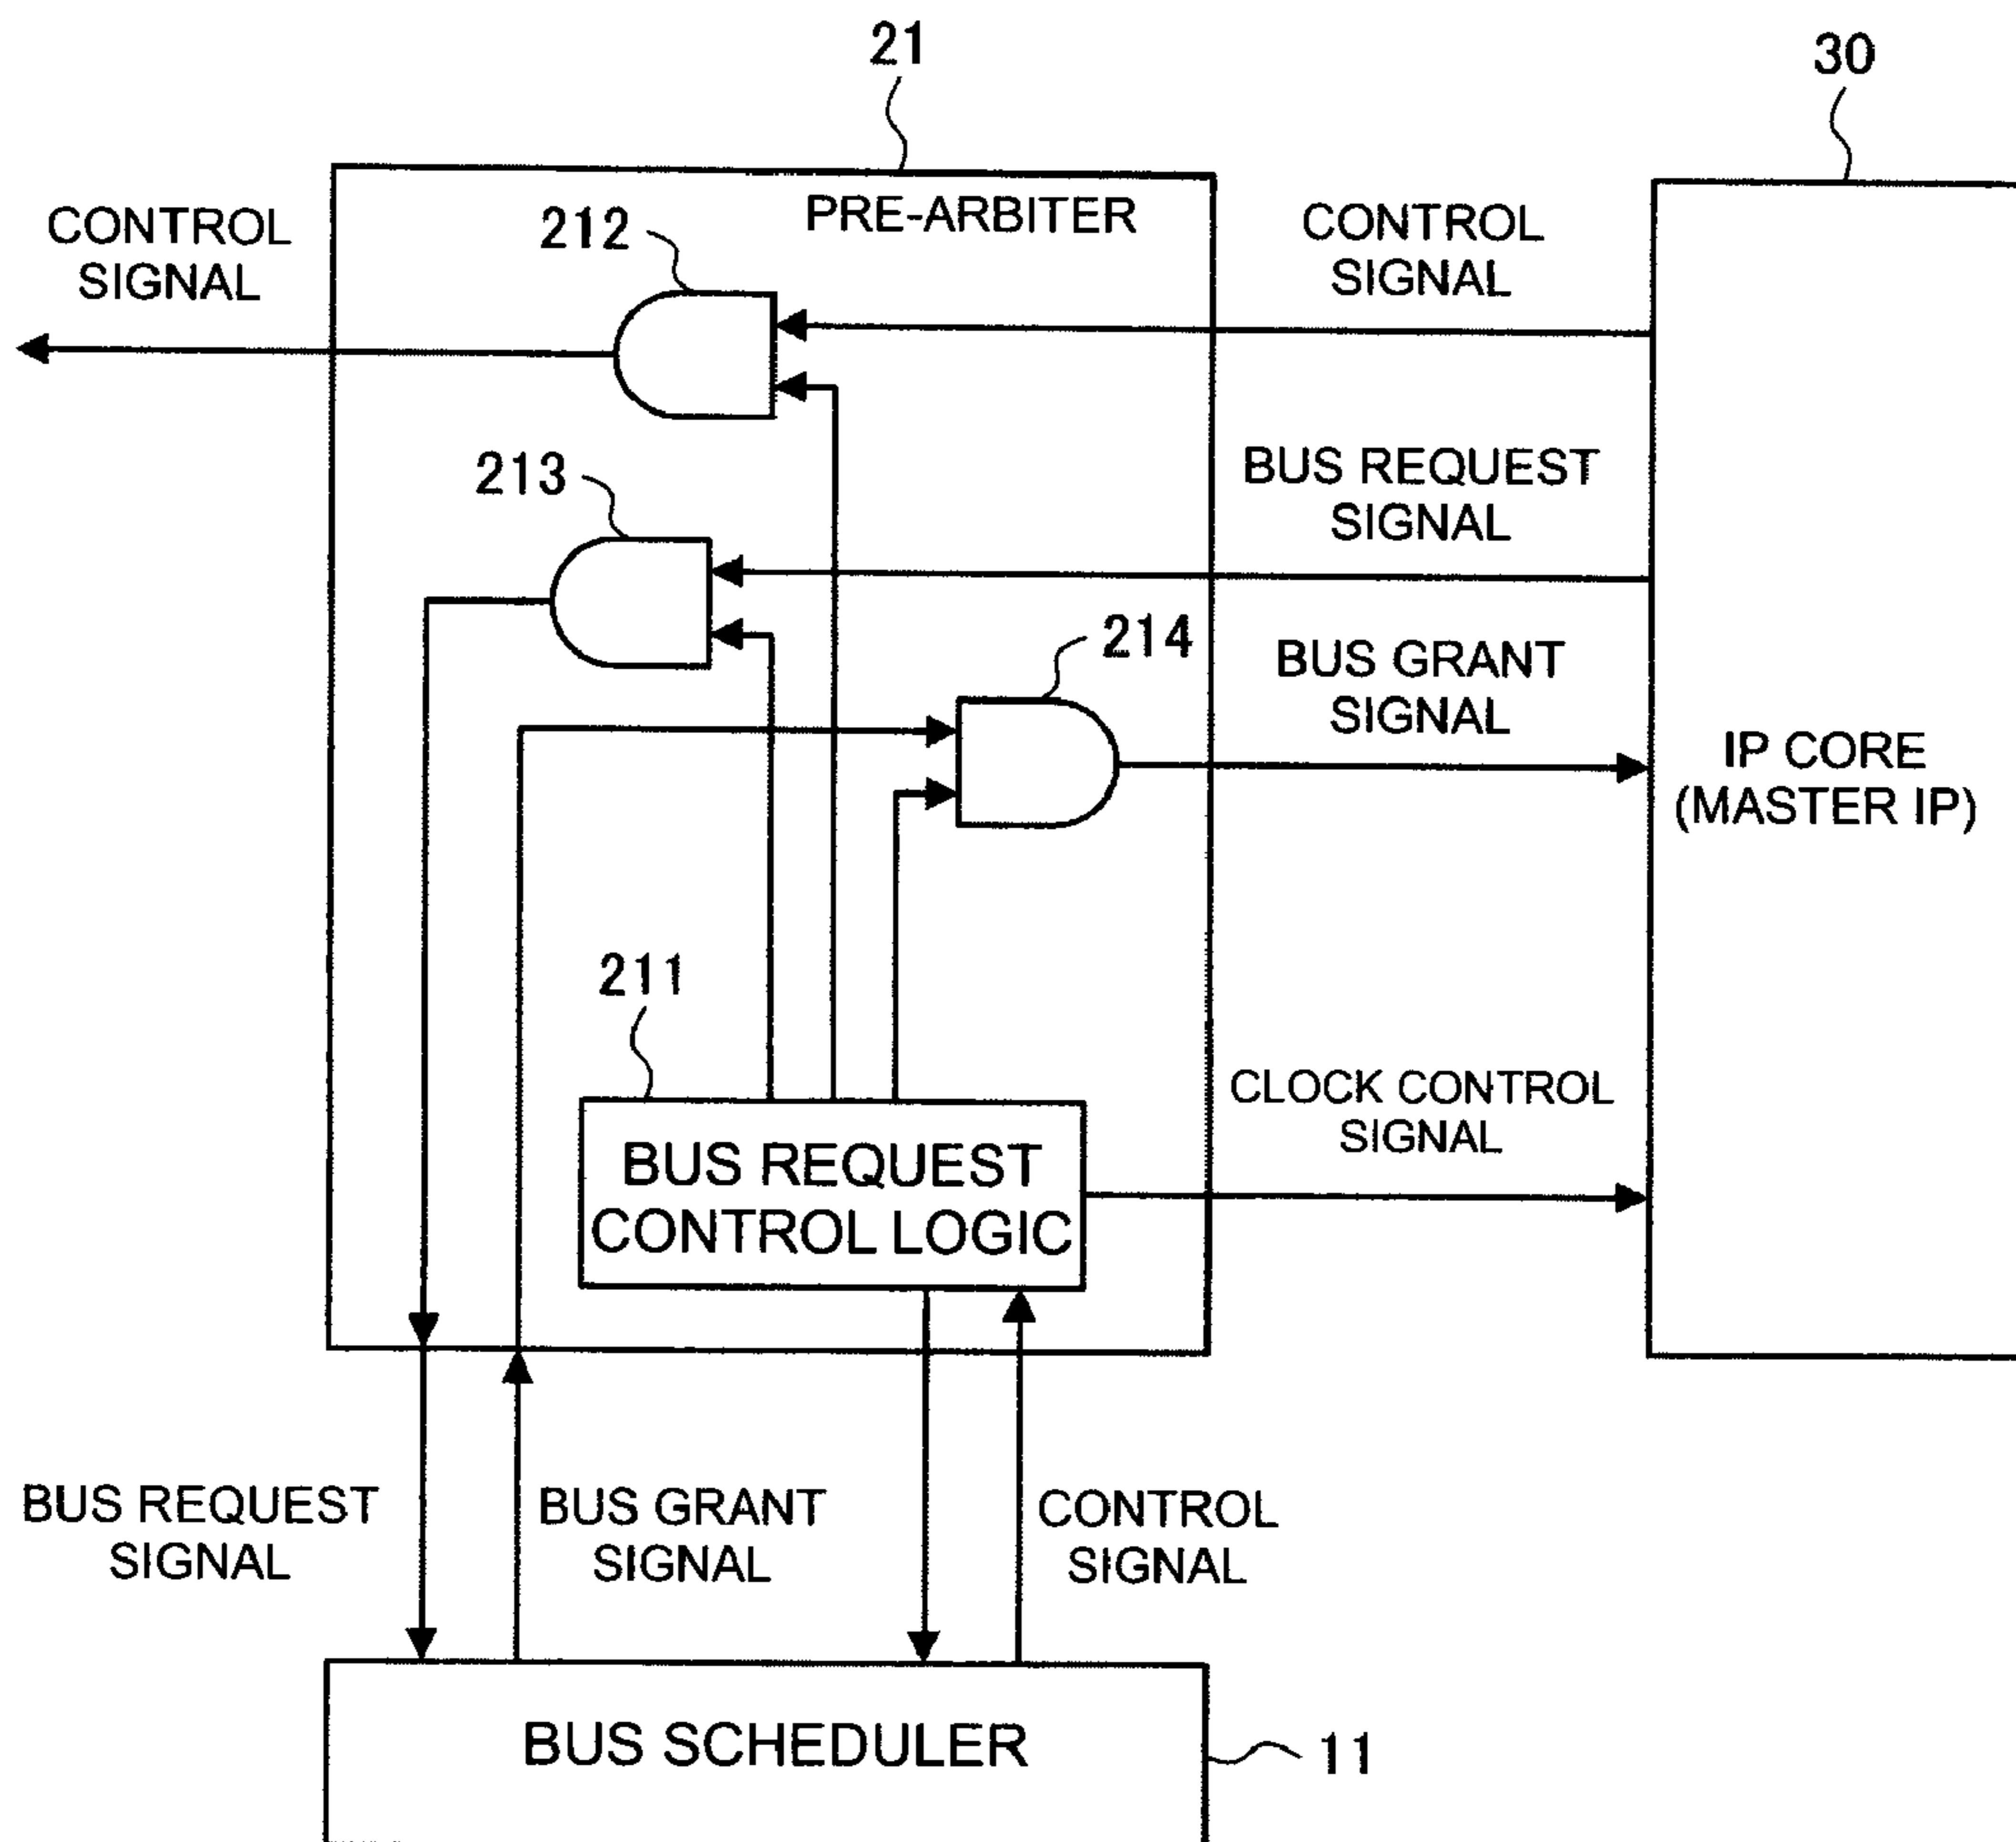 21
30
PRE-ARBITER
CONTROL
SIGNAL
212
CONTROL
SIGNAL
213
BUS REQUEST
SIGNAL
214
BUS GRANT
SIGNAL
IP CORE
(MASTER IP)
211
CLOCK CONTROL
SIGNAL
BUS REQUEST
CONTROL LOGIC
BUS REQUEST
SIGNAL
BUS GRANT
SIGNAL
CONTROL
SIGNAL
BUS SCHEDULER
11